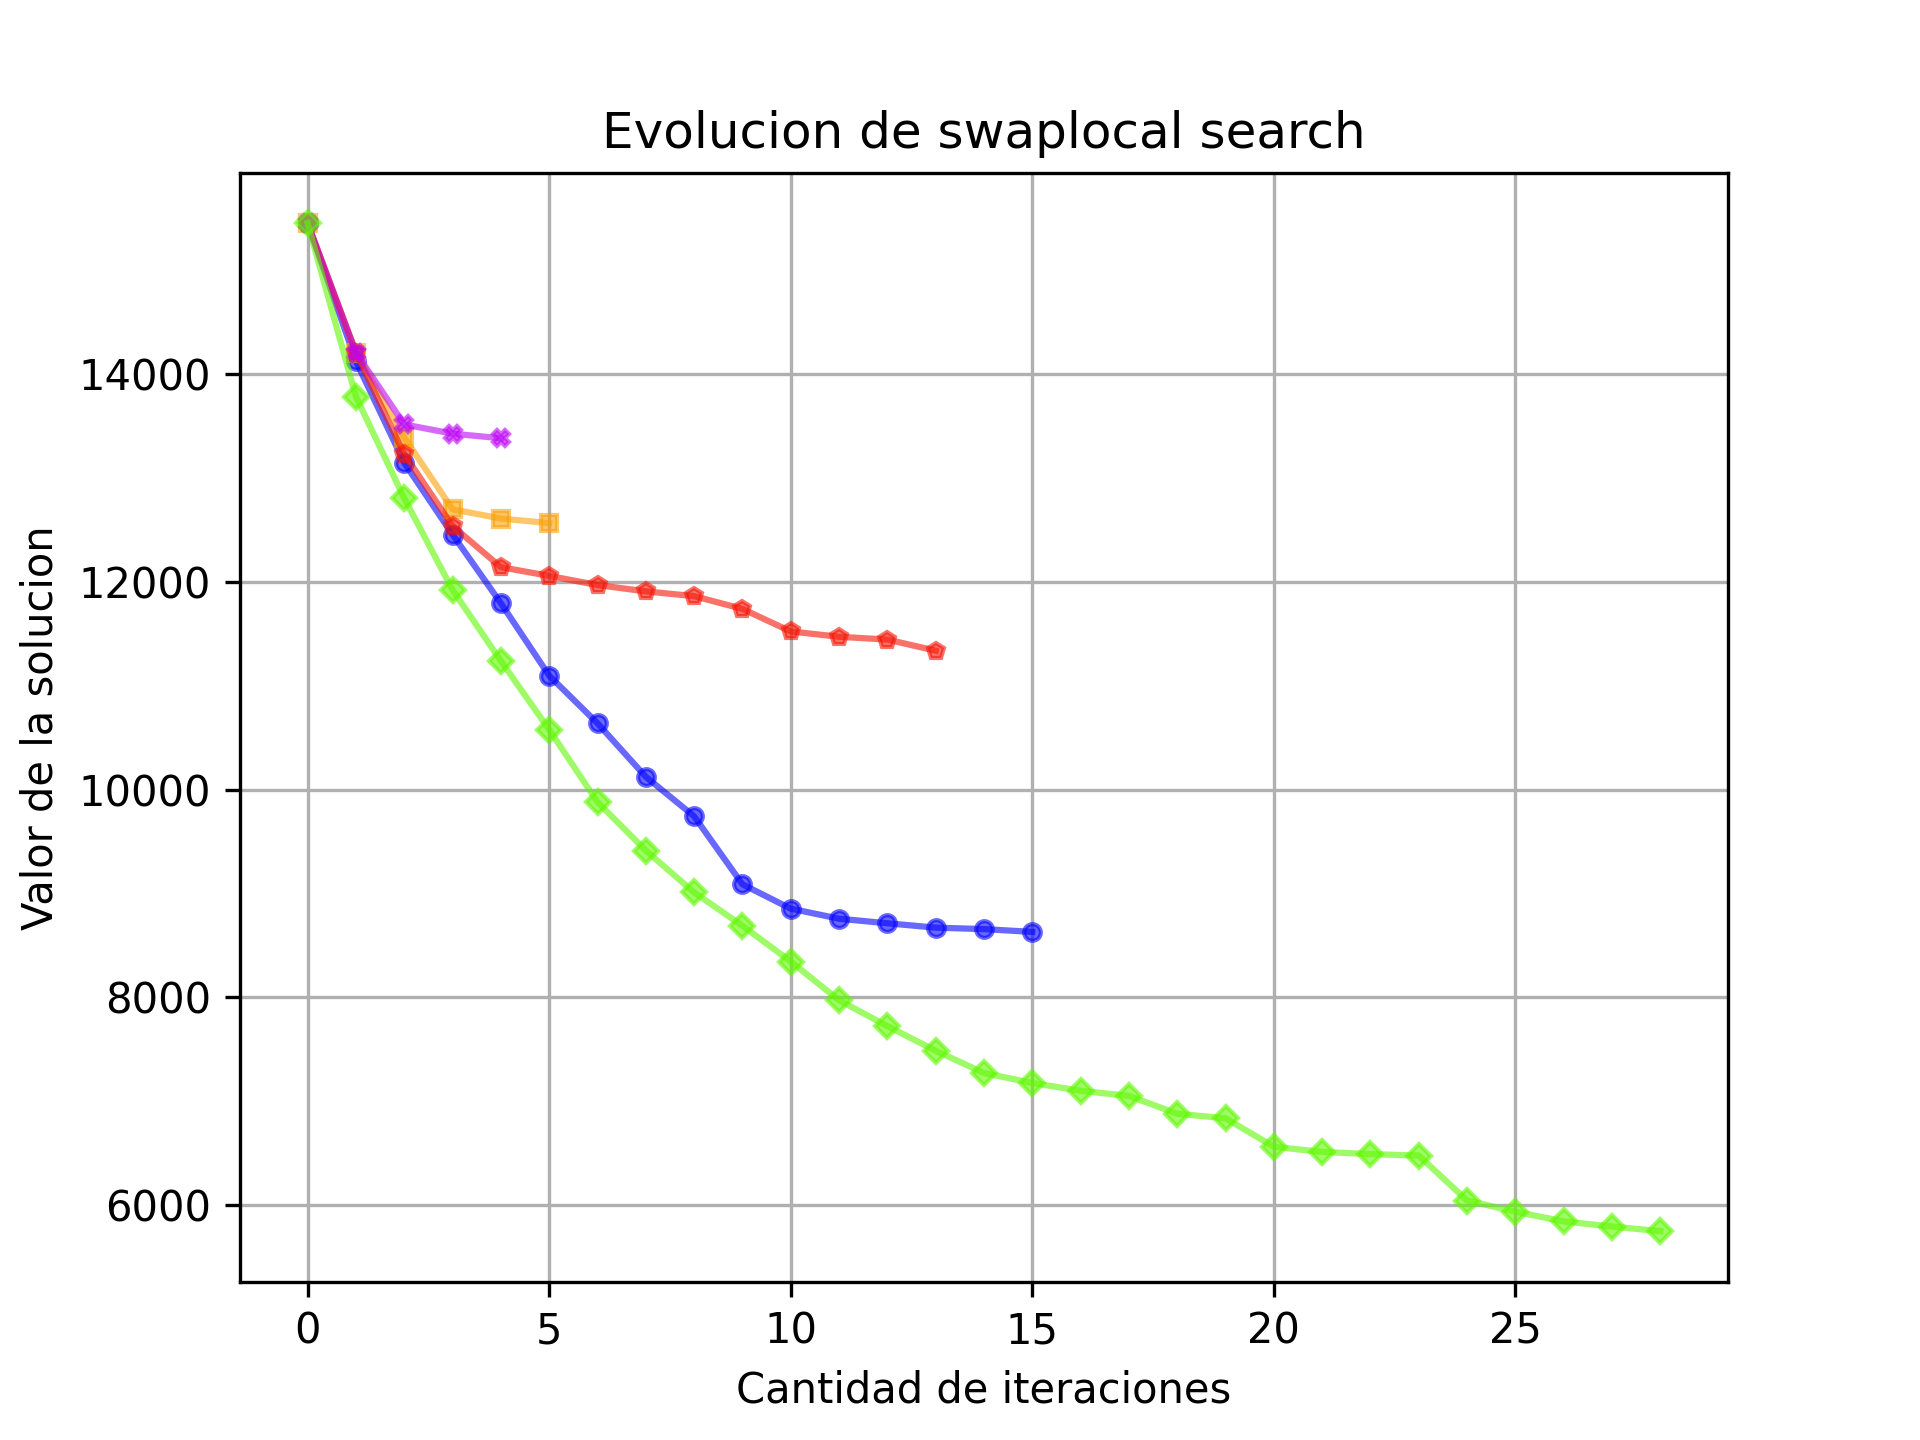 Evolucion de swaplocal search
Valor de la solucion
14000
12000
10000
8000
6000
0 5 10 15 20 25
Cantidad de iteraciones